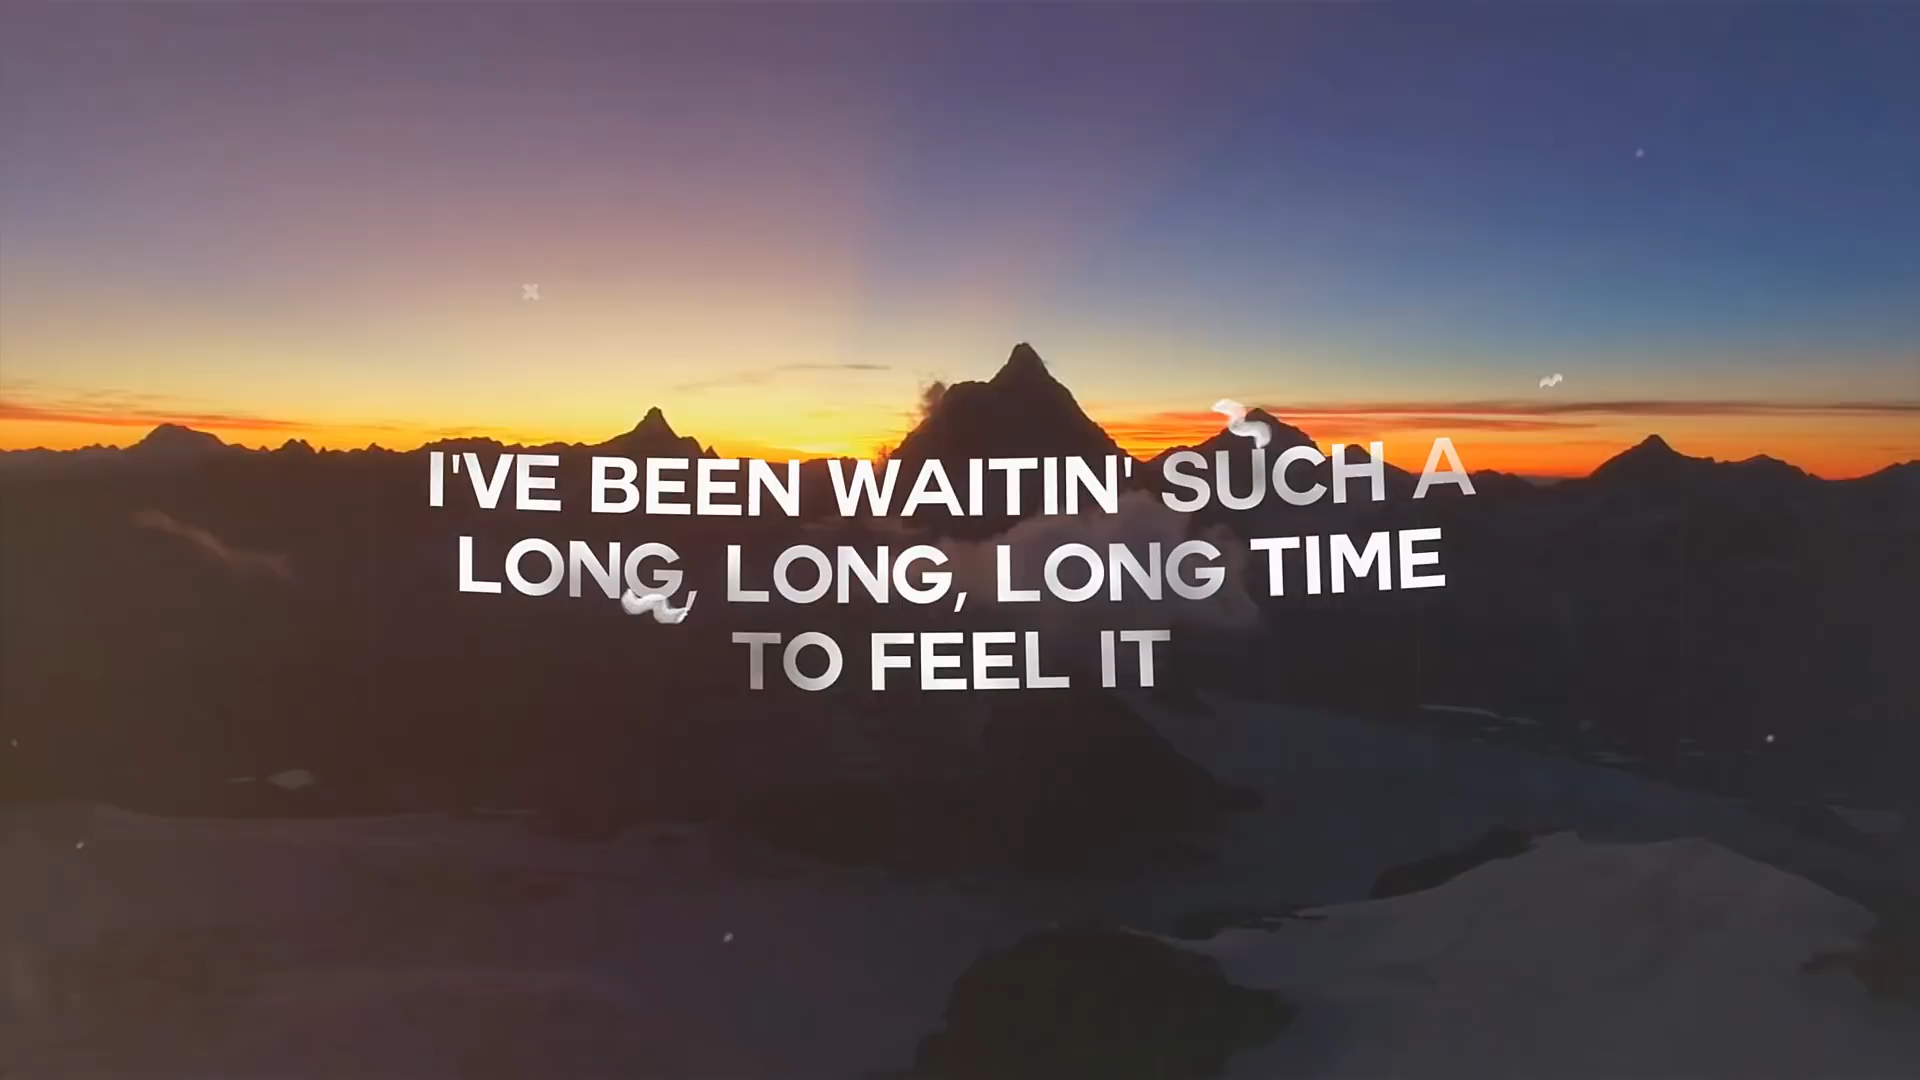 I'VE BEEN WAITIN' SUCH A
LONG, LONG, LONG TIME
TO FEEL IT